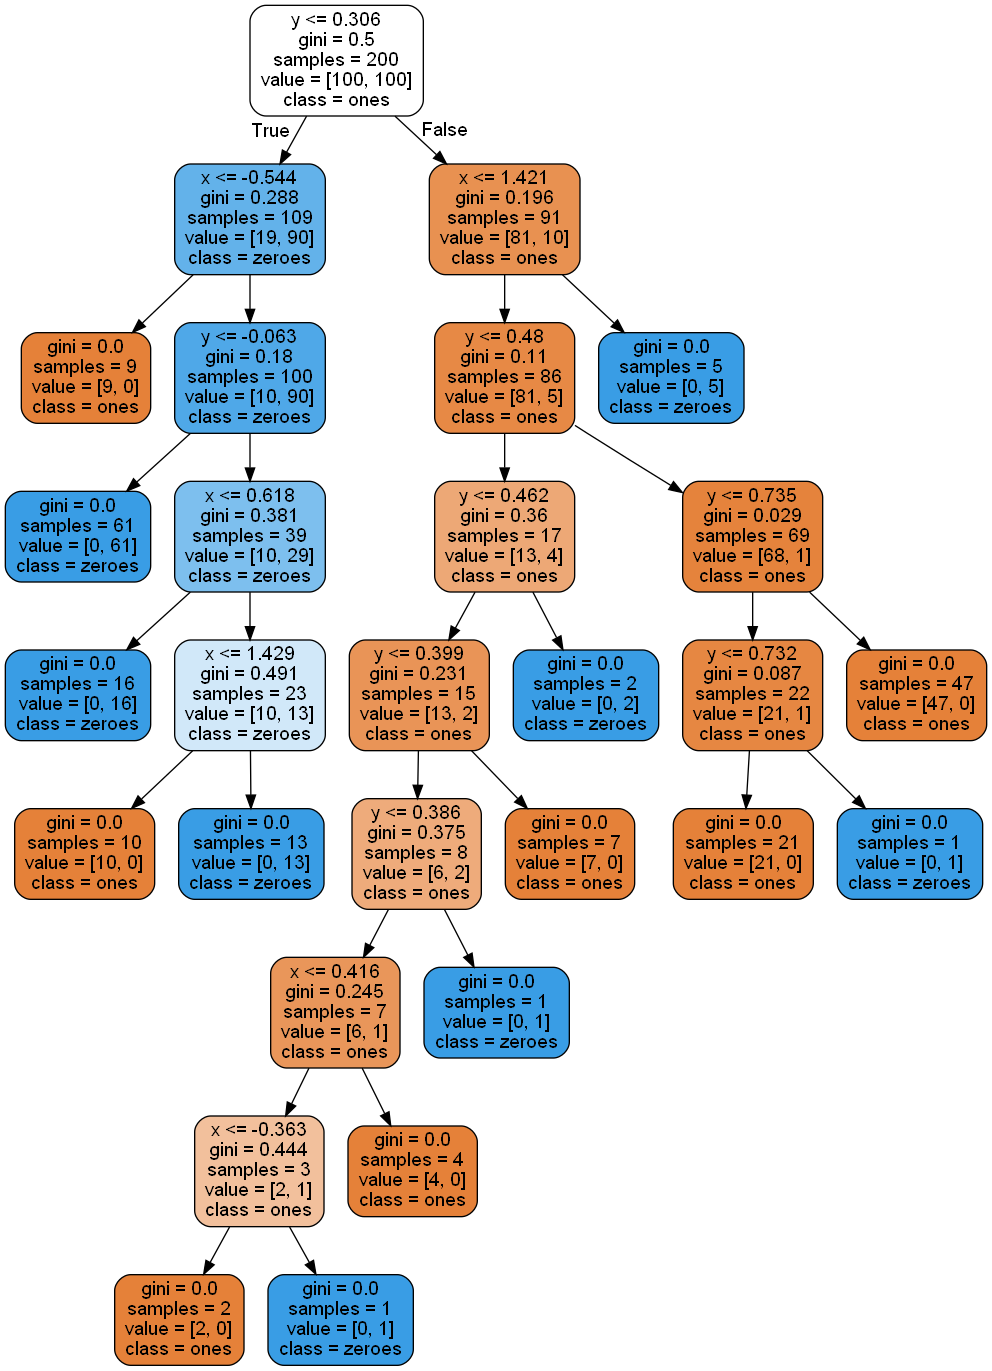 y <= 0.306
gini = 0.5
samples = 200
value = [100, 100]
class = ones
True
False
x <= -0.544
gini = 0.288
samples = 109
value = [19, 90]
class = zeroes
x <= 1.421
gini = 0.196
samples = 91
value = [81, 10]
class = ones
gini = 0.0
samples = 9
value = [9, 0]
class = ones
y <= -0.063
gini = 0.18
samples = 100
value = [10, 90]
class = zeroes
y <= 0.48
gini = 0.11
samples = 86
value = [81, 5]
class = ones
gini = 0.0
samples = 5
value = [0, 5]
class = zeroes
gini = 0.0
samples = 61
value = [0, 61]
class = zeroes
x <= 0.618
gini = 0.381
samples = 39
value = [10, 29]
class = zeroes
y <= 0.462
gini = 0.36
samples = 17
value = [13, 4]
class = ones
y <= 0.735
gini = 0.029
samples = 69
value = [68, 1]
class = ones
gini = 0.0
samples = 16
value = [0, 16]
class = zeroes
x <= 1.429
gini = 0.491
samples = 23
value = [10, 13]
class = zeroes
y <= 0.399
gini = 0.231
samples = 15
value = [13, 2]
class = ones
gini = 0.0
samples = 2
value = [0, 2]
class = zeroes
y <= 0.732
gini = 0.087
samples = 22
value = [21, 1]
class = ones
gini = 0.0
samples = 47
value = [47, 0]
class = ones
gini = 0.0
samples = 10
value = [10, 0]
class = ones
gini = 0.0
samples = 13
value = [0, 13]
class = zeroes
y <= 0.386
gini = 0.375
samples = 8
value = [6, 2]
class = ones
gini = 0.0
samples = 7
value = [7, 0]
class = ones
gini = 0.0
samples = 21
value = [21, 0]
class = ones
gini = 0.0
samples = 1
value = [0, 1]
class = zeroes
x <= 0.416
gini = 0.245
samples = 7
value = [6, 1]
class = ones
gini = 0.0
samples = 1
value = [0, 1]
class = zeroes
x <= -0.363
gini = 0.444
samples = 3
value = [2, 1]
class = ones
gini = 0.0
samples = 4
value = [4, 0]
class = ones
gini = 0.0
samples = 2
value = [2, 0]
class = ones
gini = 0.0
samples = 1
value = [0, 1]
class = zeroes